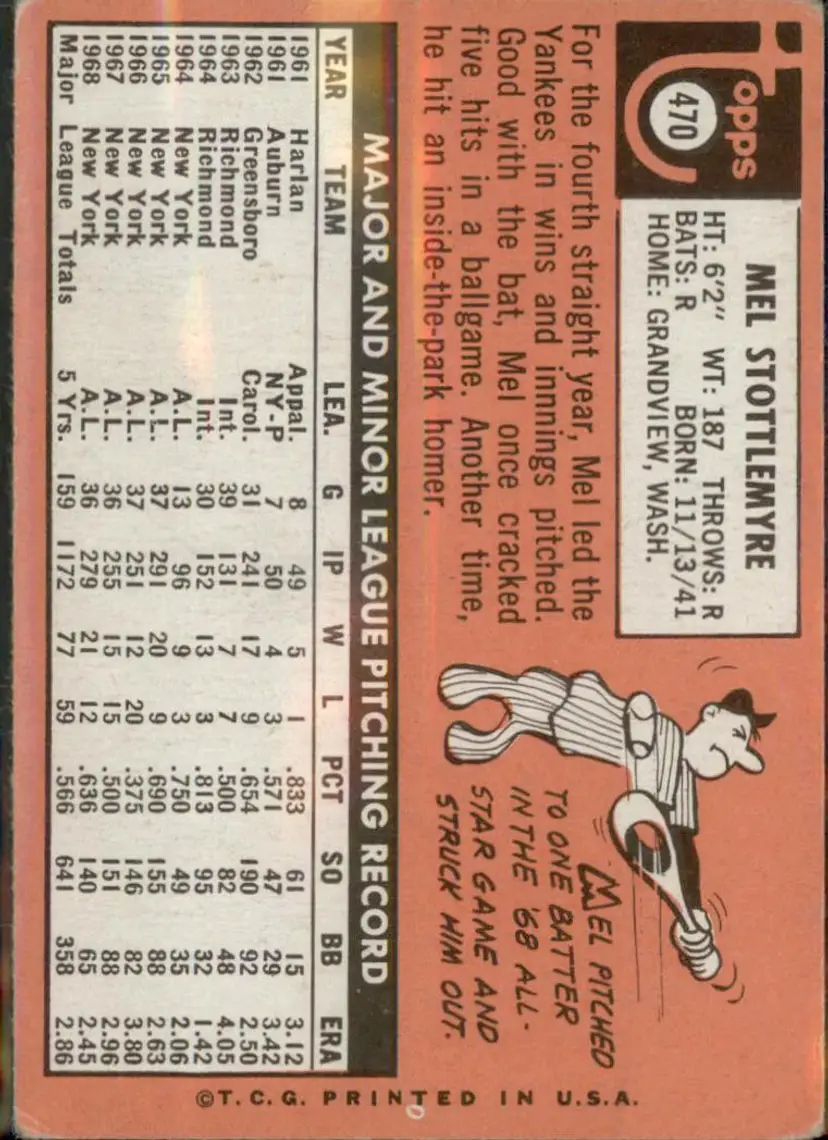 Topps
470
MEL STOTTLEMYRE
HT: 6'2" WT: 187 THROWS: R
BATS: R BORN: 11/13/41
HOME: GRANDVIEW, WASH.
For the fourth straight year, Mel led the
Yankees in wins and innnings pitched.
Good with the bat, Mel once cracked
five hits in a ballgame. Another time,
he hit an inside-the-park homer.
MEL PITCHED
TO ONE BATTER
IN THE '68 ALL-
STAR GAME AND
STRUCK HIM OUT.
MAJOR AND MINOR LEAGUE PITCHING RECORD
YEAR TEAM LEA. G IP W L PCT SO BB ERA
1961 Harlan Appal. 8 49 5 1 .833 61 15 3.12
1961 Auburn NY-P 7 50 4 3 .571 47 29 3.42
1962 Greensboro Carol. 31 241 17 9 .654 190 92 2.50
1963 Richmond Int. 39 131 7 7 .500 82 48 4.05
1964 Richmond Int. 30 152 13 3 .813 95 32 1.42
1964 New York A.L. 13 96 9 3 .750 49 35 2.06
1965 New York A.L. 37 291 20 9 .690 155 88 2.63
1966 New York A.L. 37 251 12 20 .375 146 82 3.80
1967 New York A.L. 36 255 15 15 .500 151 88 2.96
1968 New York A.L. 36 279 21 12 .636 140 65 2.45
Major League Totals 5 Yrs. 159 1172 77 59 .566 641 358 2.86
©T.C.G. PRINTED IN U.S.A.